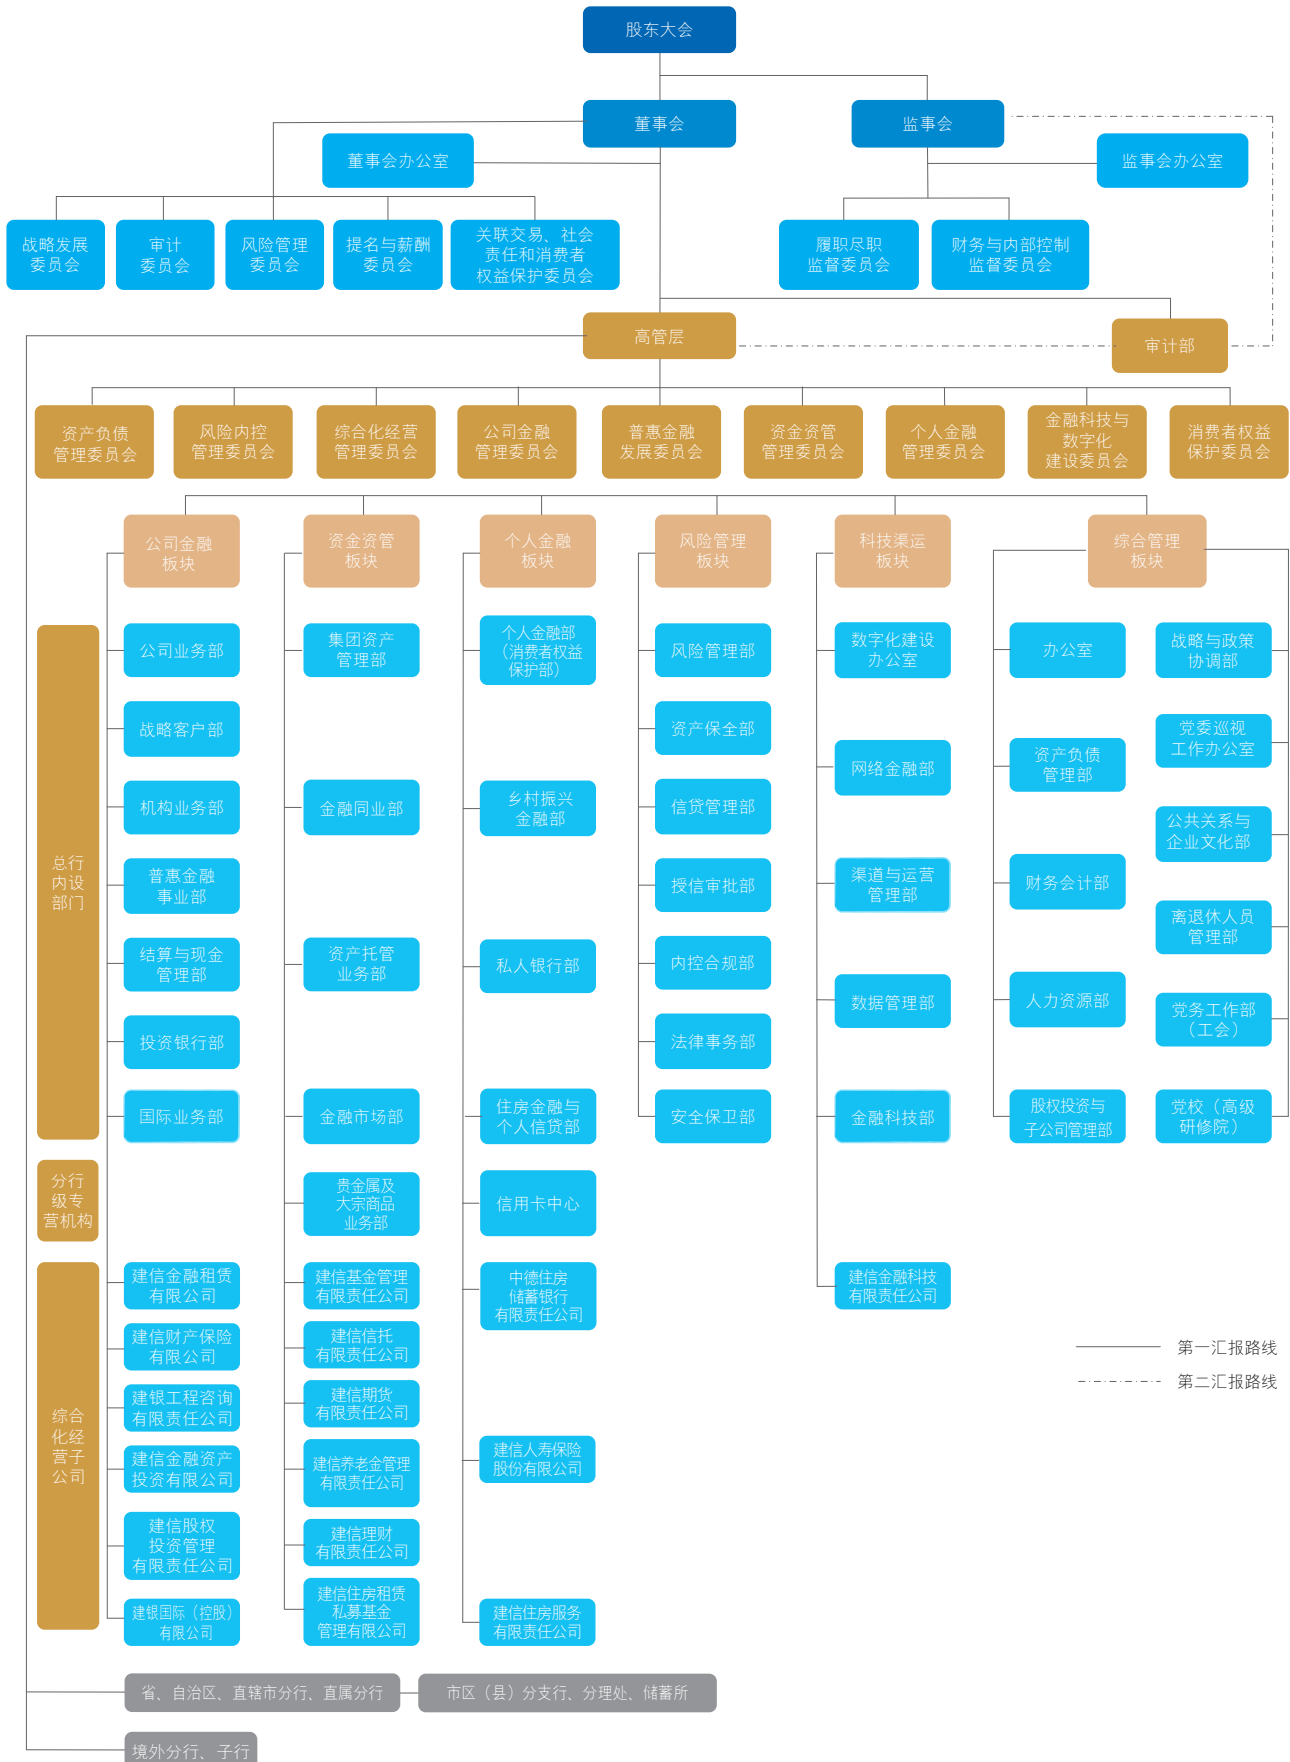 股东大会
董事会
监事会
董事会办公室
监事会办公室
战略发展
委员会
审计
委员会
风险管理
委员会
提名与薪酬
委员会
关联交易、社会
责任和消费者
权益保护委员会
履职尽职
监督委员会
财务与内部控制
监督委员会
高管层
审计部
资产负债
管理委员会
风险内控
管理委员会
综合化经营
管理委员会
公司金融
管理委员会
普惠金融
发展委员会
资金资管
管理委员会
个人金融
管理委员会
金融科技与
数字化
建设委员会
消费者权益
保护委员会
公司金融
板块
资金资管
板块
个人金融
板块
风险管理
板块
科技渠运
板块
综合管理
板块
总行
内设
部门
公司业务部
战略客户部
机构业务部
普惠金融
事业部
结算与现金
管理部
投资银行部
国际业务部
集团资产
管理部
金融同业部
资产托管
业务部
金融市场部
个人金融部
（消费者权益
保护部）
乡村振兴
金融部
私人银行部
住房金融与
个人信贷部
风险管理部
资产保全部
信贷管理部
授信审批部
内控合规部
法律事务部
安全保卫部
数字化建设
办公室
网络金融部
渠道与运营
管理部
数据管理部
金融科技部
办公室
资产负债
管理部
财务会计部
人力资源部
股权投资与
子公司管理部
战略与政策
协调部
党委巡视
工作办公室
公共关系与
企业文化部
离退休人员
管理部
党务工作部
（工会）
党校（高级
研修院）
分行
级专
营机构
贵金属及
大宗商品
业务部
信用卡中心
综合
化经
营子
公司
建信金融租赁
有限公司
建信财产保险
有限公司
建银工程咨询
有限责任公司
建信金融资产
投资有限公司
建信股权
投资管理
有限责任公司
建银国际（控股）
有限公司
建信基金管理
有限责任公司
建信信托
有限责任公司
建信期货
有限责任公司
建信养老金管理
有限责任公司
建信理财
有限责任公司
建信住房租赁
私募基金
管理有限公司
中德住房
储蓄银行
有限责任公司
建信人寿保险
股份有限公司
建信住房服务
有限责任公司
建信金融科技
有限责任公司
第一汇报路线
第二汇报路线
省、自治区、直辖市分行、直属分行
市区（县）分支行、分理处、储蓄所
境外分行、子行